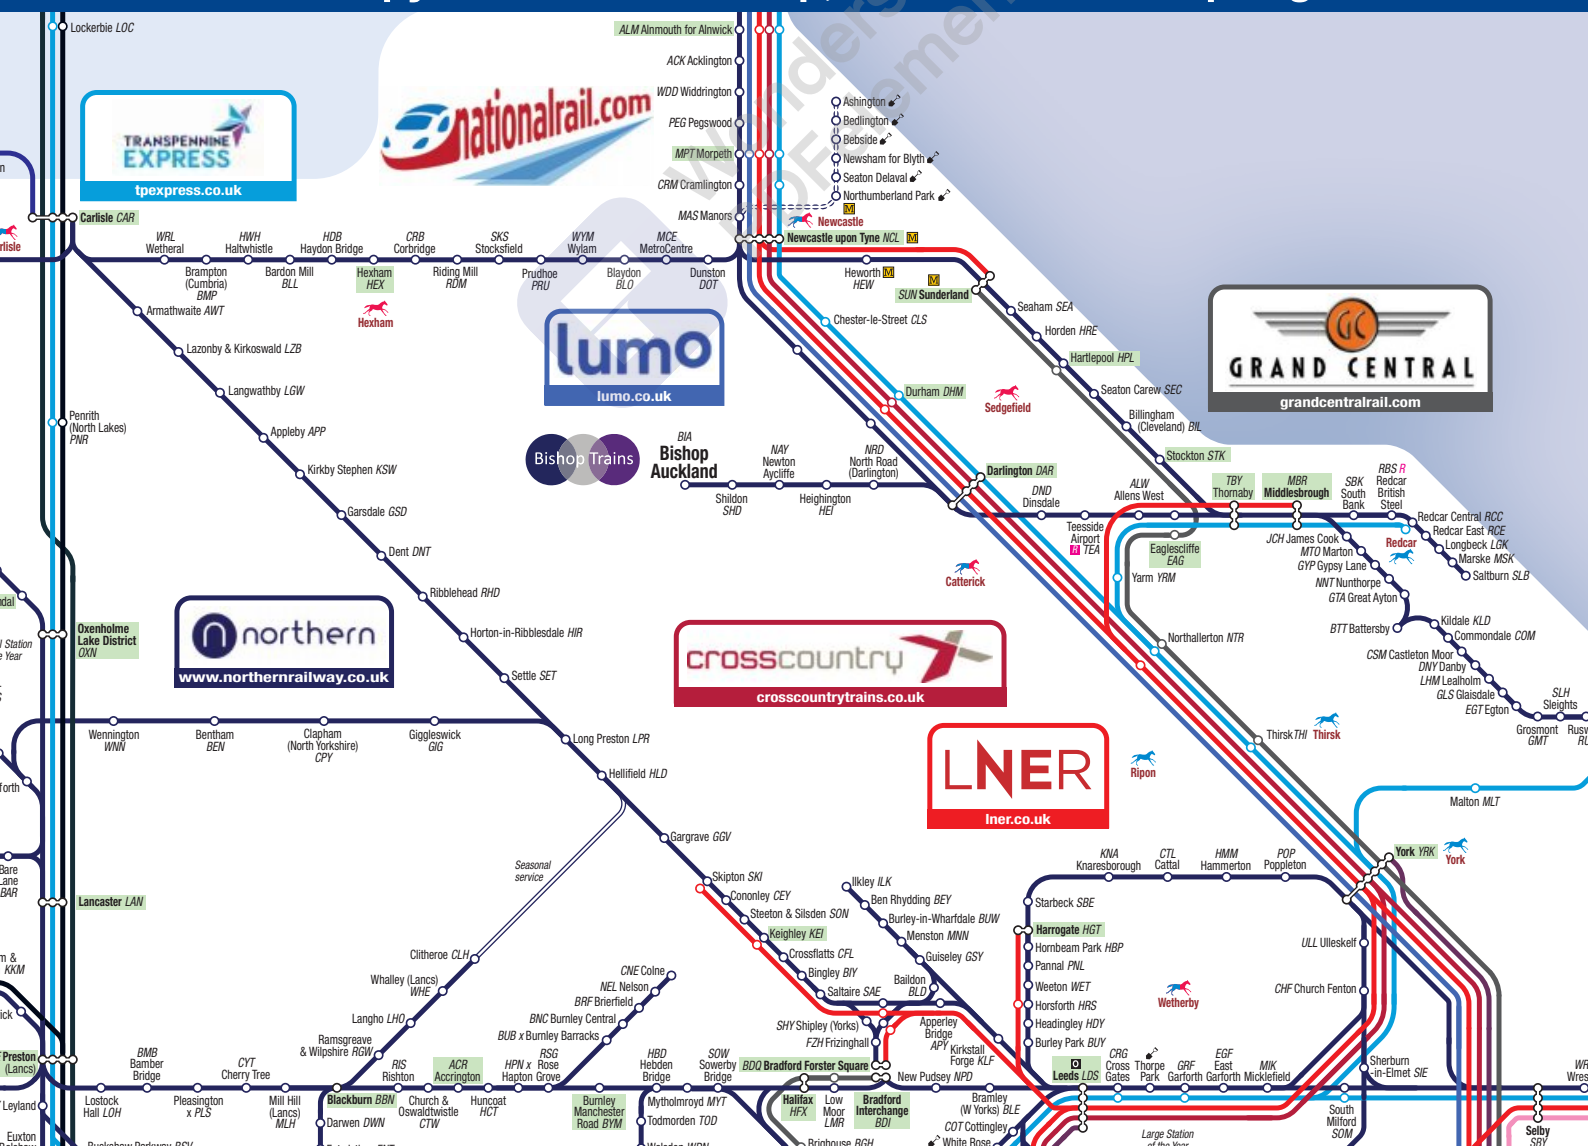 Lockerbie LOC
TRANSPENNINE
EXPRESS
tpexpress.co.uk
nationalrail.com
ALM Alnmouth for Alnwick
ACK Acklington
WDD Widdrington
PEG Pegswood
MPT Morpeth
CRM Cramlington
MAS Manors
Ashington
Bedlington
Bebside
Newsham for Blyth
Seaton Delaval
Northumberland Park
M
Newcastle
Newcastle upon Tyne NCL M
Carlisle CAR
WRL
Wetheral
Brampton
(Cumbria)
BMP
HWH
Haltwhistle
Bardon Mill
BLL
HDB
Haydon Bridge
Hexham
HEX
Hexham
CRB
Corbridge
Riding Mill
RDM
SKS
Stocksfield
Prudhoe
PRU
WYM
Wylam
Blaydon
BLO
MCE
MetroCentre
Dunston
DOT
Heworth M
HEW
M
SUN Sunderland
Seaham SEA
Horden HRE
Hartlepool HPL
Seaton Carew SEC
Billingham
(Cleveland) BIL
Stockton STK
Armathwaite AWT
Lazonby & Kirkoswald LZB
Langwathby LGW
Appleby APP
Kirkby Stephen KSW
Garsdale GSD
Dent DNT
Ribblehead RHD
Horton-in-Ribblesdale HIR
Settle SET
Long Preston LPR
Hellifield HLD
Gargrave GGV
Penrith
(North Lakes)
PNR
lumo
lumo.co.uk
Chester-le-Street CLS
Durham DHM
Sedgefield
GC
GRAND CENTRAL
grandcentralrail.com
Bishop Trains
BIA
Bishop
Auckland
Shildon
SHD
NAY
Newton
Aycliffe
Heighington
HEI
NRD
North Road
(Darlington)
Darlington DAR
DND
Dinsdale
Teesside
Airport
R TEA
ALW
Allens West
Eaglescliffe
EAG
TBY
Thornaby
MBR
Middlesbrough
SBK
South
Bank
RBS R
Redcar
British
Steel
Redcar Central RCC
Redcar East RCE
Longbeck LGK
Marske MSK
Saltburn SLB
Redcar
JCH James Cook
MTO Marton
GYP Gypsy Lane
NNT Nunthorpe
GTA Great Ayton
BTT Battersby
Kildale KLD
Commondale COM
CSM Castleton Moor
DNY Danby
LHM Lealholm
GLS Glaisdale
EGT Egton
Grosmont
GMT
SLH
Sleights
Yarm YRM
Catterick
Northallerton NTR
Thirsk THI
Thirsk
Ripon
Malton MLT
York YRK
York
northern
www.northernrailway.co.uk
crosscountry
crosscountrytrains.co.uk
LNER
lner.co.uk
Oxenholme
Lake District
OXN
Wennington
WNN
Bentham
BEN
Clapham
(North Yorkshire)
CPY
Giggleswick
GIG
Lancaster LAN
Seasonal
service
Skipton SKI
Cononley CEY
Steeton & Silsden SON
Keighley KEI
Crossflatts CFL
Bingley BIY
Saltaire SAE
SHY Shipley (Yorks)
FZH Frizinghall
Ilkley ILK
Ben Rhydding BEY
Burley-in-Wharfdale BUW
Menston MNN
Guiseley GSY
Baildon
BLD
Apperley
Bridge
APY
Kirkstall
Forge KLF
KNA
Knaresborough
CTL
Cattal
HMM
Hammerton
POP
Poppleton
Starbeck SBE
Harrogate HGT
Hornbeam Park HBP
Pannal PNL
Weeton WET
Horsforth HRS
Headingley HDY
Burley Park BUY
Wetherby
ULL Ulleskelf
CHF Church Fenton
Sherburn
-in-Elmet SIE
Clitheroe CLH
Whalley (Lancs)
WHE
Langho LHO
Ramsgreave
& Wilpshire RGW
CNE Colne
NEL Nelson
BRF Brierfield
BNC Burnley Central
BUB x Burnley Barracks
Preston
(Lancs)
Leyland
Euxton
Lostock
Hall LOH
BMB
Bamber
Bridge
Pleasington
x PLS
CYT
Cherry Tree
Mill Hill
(Lancs)
MLH
Blackburn BBN
Darwen DWN
RIS
Rishton
Church &
Oswaldtwistle
CTW
ACR
Accrington
Huncoat
HCT
HPN x
Hapton
RSG
Rose
Grove
Burnley
Manchester
Road BYM
HBD
Hebden
Bridge
Mytholmroyd MYT
Todmorden TOD
SOW
Sowerby
Bridge
BDQ Bradford Forster Square
Halifax
HFX
Low
Moor
LMR
Bradford
Interchange
BDI
New Pudsey NPD
Bramley
(W Yorks) BLE
COT Cottingley
White Rose
Leeds LDS
CRG
Cross
Gates
Thorpe
Park
GRF
Garforth
EGF
East
Garforth
MIK
Micklefield
South
Milford
SOM
Large Station
of the Year
Selby
SBY
Brighouse BGH